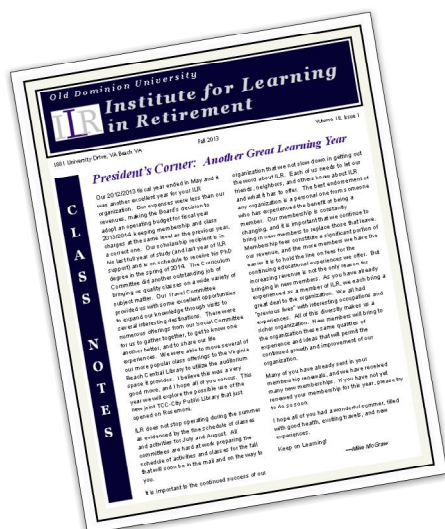 Old Dominion University
ILR
Institute for Learning
in Retirement
1881 University Drive, VA Beach VA
Fall 2013
Volume 18, Issue 1
CLASS NOTES
President's Corner: Another Great Learning Year
Our 2012/2013 fiscal year ended in May and it
was another excellent year for your ILR
organization. Our expenses were less than our
revenues, making the Board's decision to
adopt an operating budget for fiscal year
2013/2014, keeping membership and class
charges at the same level as the previous year,
a correct one. Our scholarship recipient is in
his last full year of study (and last year of ILR
support) and is on schedule to receive his PhD
degree in the spring of 2014. The Curriculum
Committee did another outstanding job of
bringing us quality classes on a wide variety of
subject matter. Our Travel Committee
provided us with some excellent opportunities
to expand our knowledge through visits to
several interesting destinations. There were
numerous offerings from our Social Committee
for us to gather together, to get to know one
another better, and to share our life
experiences. We were able to move several of
our more popular class offerings to the Virginia
Beach Central Library to utilize the auditorium
space it provides. I believe this was a very
good move, and I hope all of you concur. This
year we will explore the possible use of the
new joint TCC-City Public Library that just
opened on Rosemont.
ILR does not stop operating during the summer
as evidenced by the fine schedule of classes
and activities for July and August. All
committees are hard at work preparing the
schedule of activities and classes for the fall
that will soon be in the mail and on the way to
you.
It is important to the continued success of our
organization that we not slow down in getting out
the word about ILR. Each of us needs to let our
friends, neighbors, and others know about ILR
and what it has to offer. The best endorsement of
any organization is a personal one from someone
who has experienced the benefit of being a
member. Our membership is constantly
changing, and it is important that we continue to
bring in new members to replace those that leave.
Membership fees constitute a significant portion of
our revenue, and the more members we have the
easier it is to hold the line on fees for the
continuing educational experiences we offer. But
increasing revenue is not the only reason for
bringing in new members. As you have already
experienced as a member of ILR, we each bring a
great deal to the organization. We all had
"previous lives" with interesting occupations and
experiences. All of this diversity makes us a
richer organization. New members will bring to
the organization these same qualities of
experience and ideas that will permit the
continued growth and improvement of our
organization.
Many of you have already sent in your
membership renewals, and we have received
many new memberships. If you have not yet
renewed your membership for this year, please try
to do so soon.
I hope all of you had a wonderful summer, filled
with good health, exciting travels, and new
experiences.
Keep on Learning!
—Mike McGraw